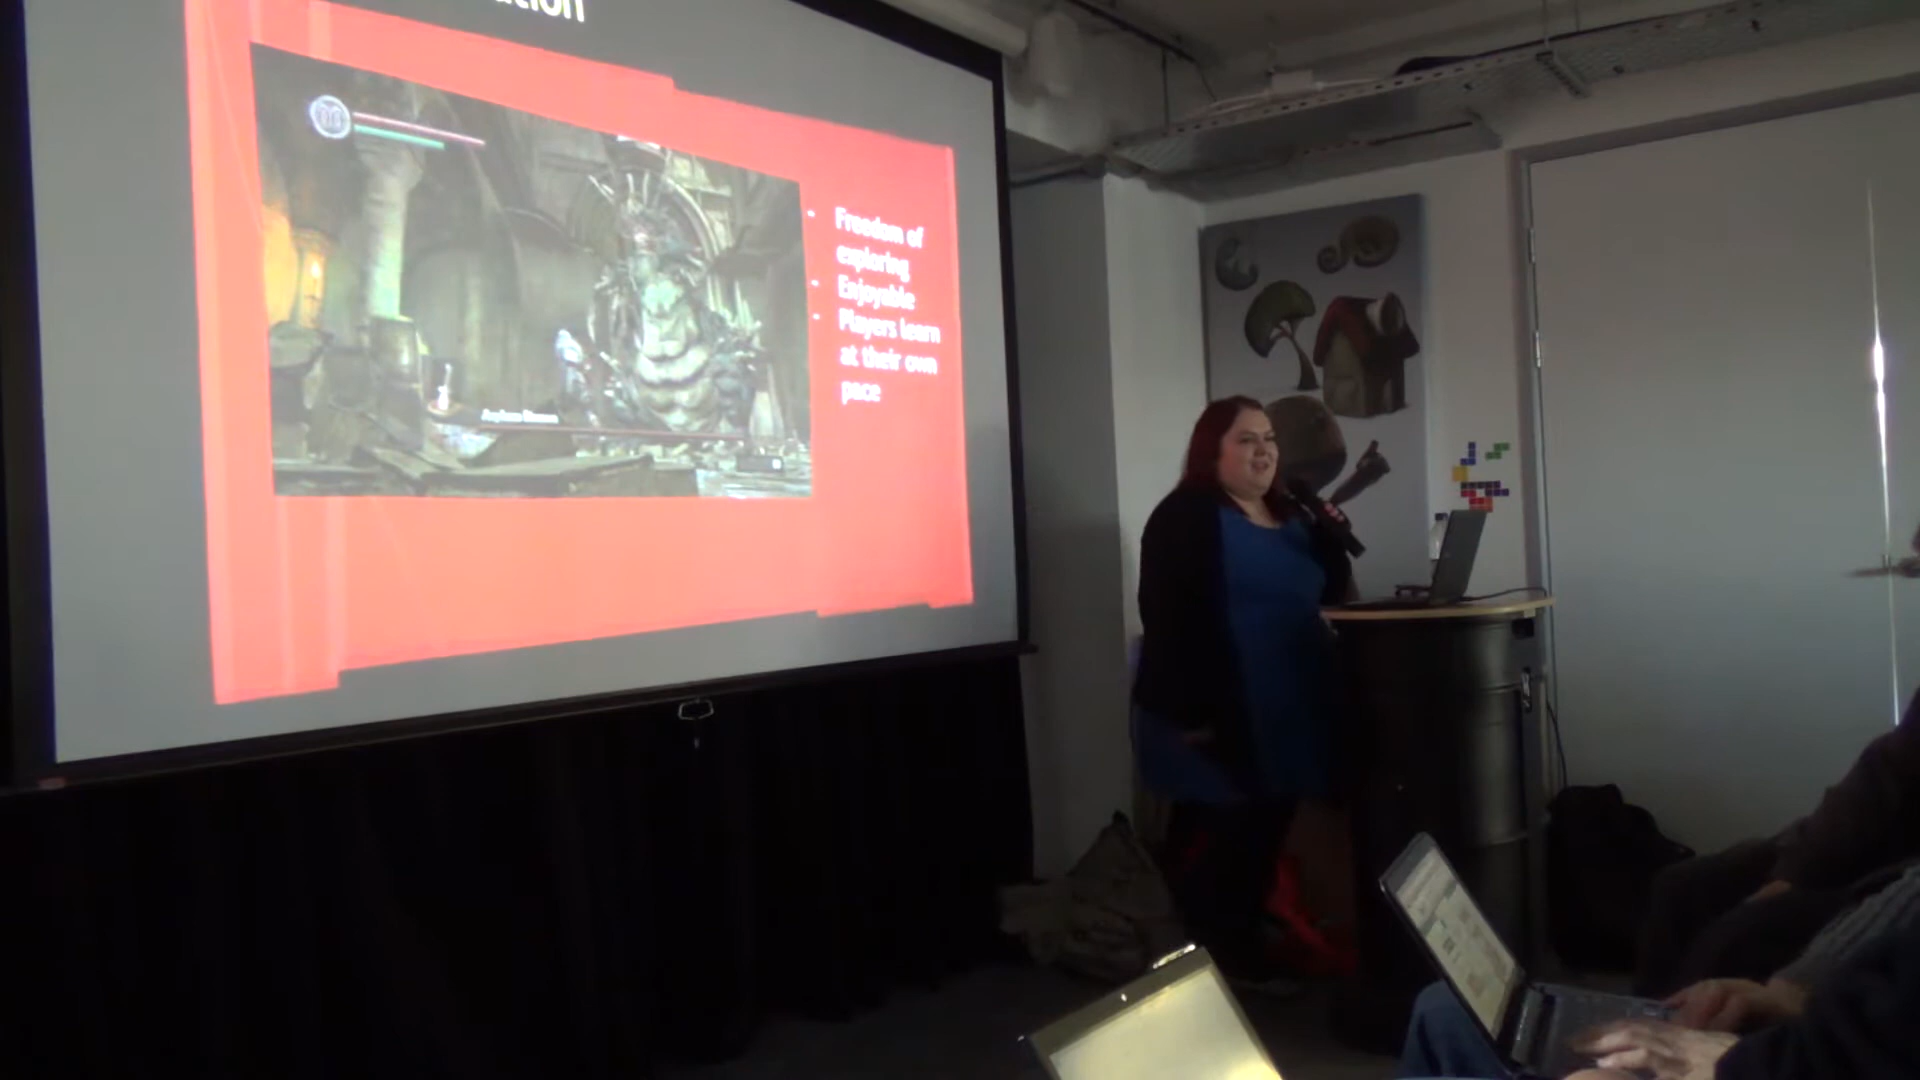 - Freedom of
exploring
- Enjoyable
- Players learn
at their own
pace